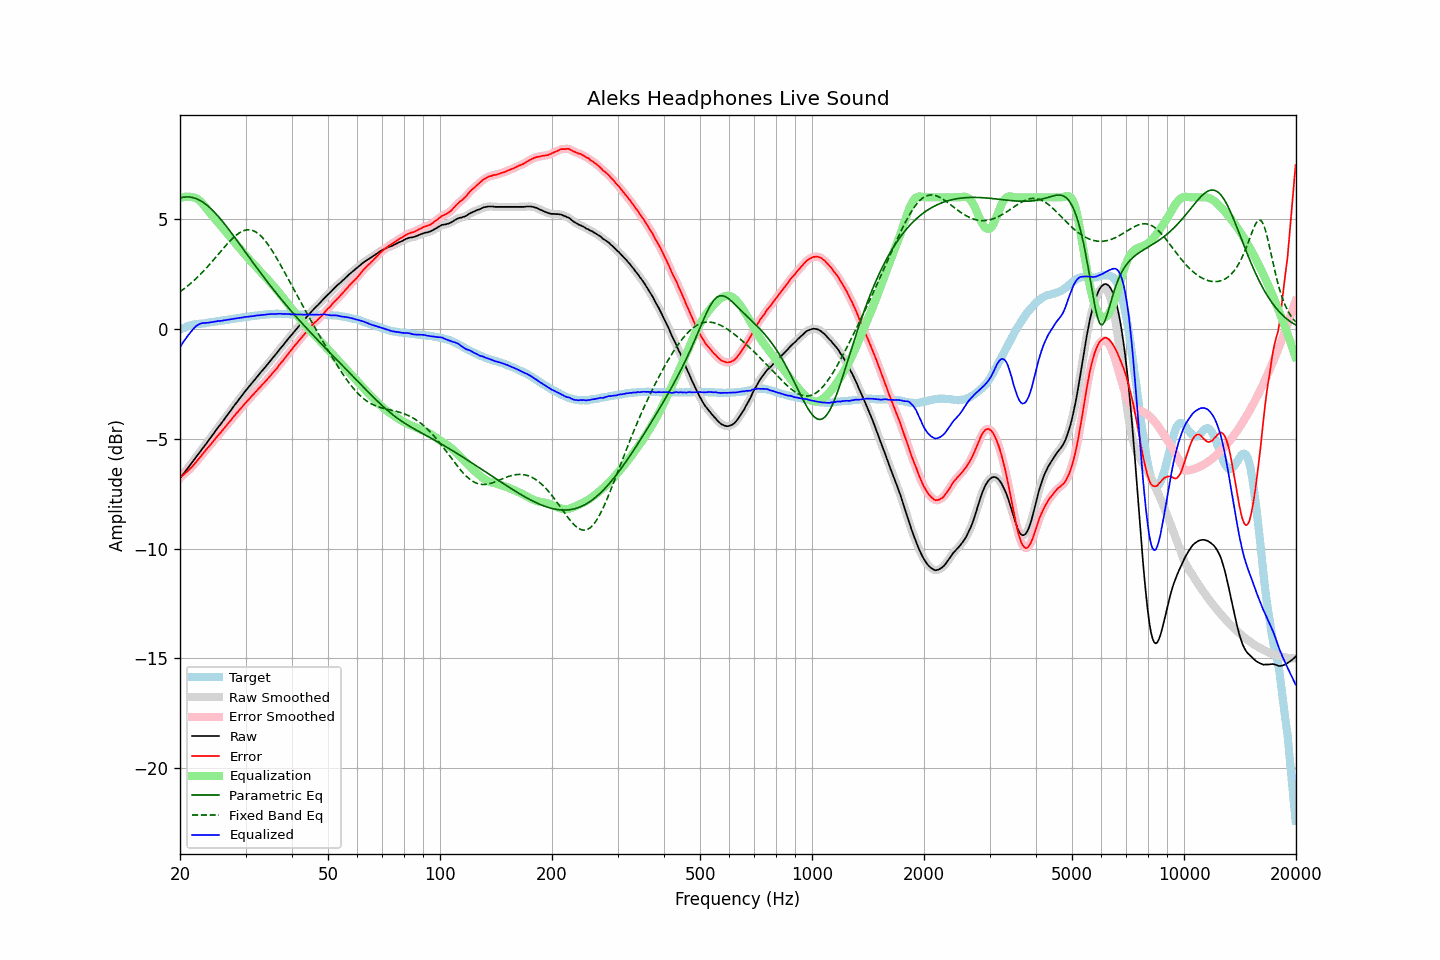 Aleks Headphones Live Sound
Amplitude (dBr)
5
0
−5
−10
−15
−20
Target
Raw Smoothed
Error Smoothed
Raw
Error
Equalization
Parametric Eq
Fixed Band Eq
Equalized
20 50 100 200 500 1000 2000 5000 10000 20000
Frequency (Hz)